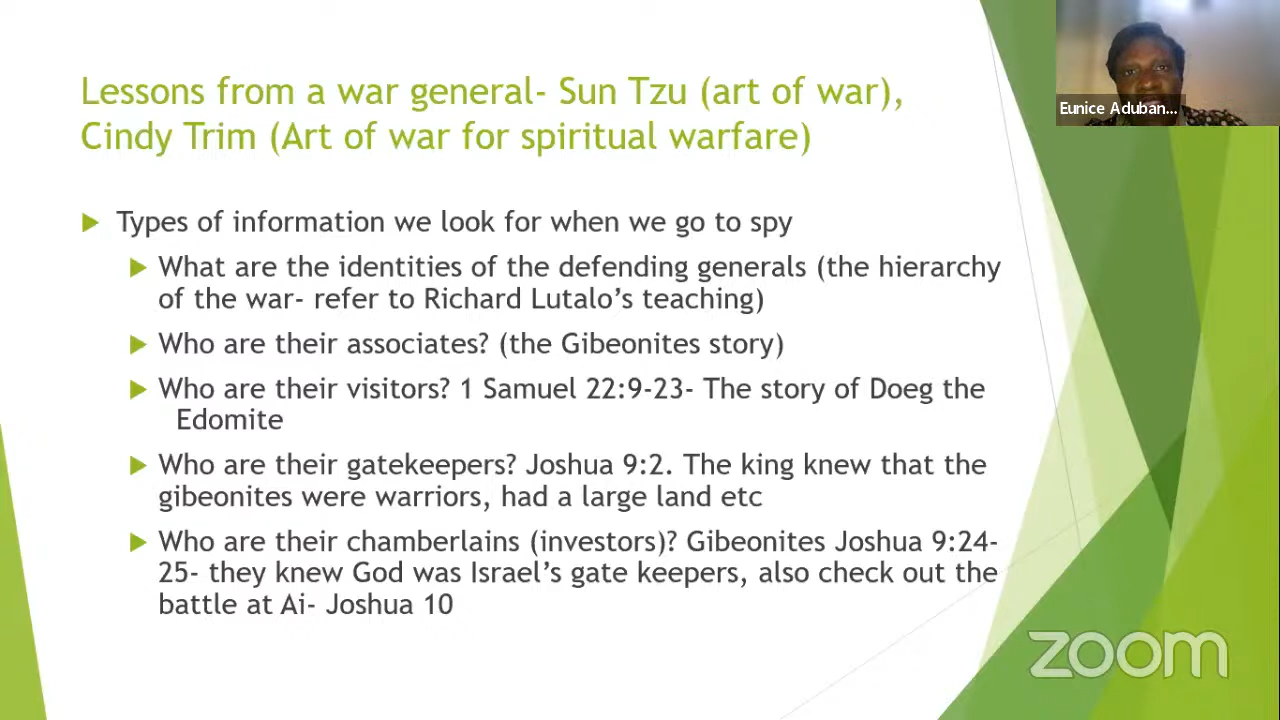 Lessons from a war general- Sun Tzu (art of war),
Cindy Trim (Art of war for spiritual warfare)
Types of information we look for when we go to spy
What are the identities of the defending generals (the hierarchy
of the war- refer to Richard Lutalo’s teaching)
Who are their associates? (the Gibeonites story)
Who are their visitors? 1 Samuel 22:9-23- The story of Doeg the
Edomite
Who are their gatekeepers? Joshua 9:2. The king knew that the
gibeonites were warriors, had a large land etc
Who are their chamberlains (investors)? Gibeonites Joshua 9:24-
25- they knew God was Israel’s gate keepers, also check out the
battle at Ai- Joshua 10
Eunice Aduban...
zoom